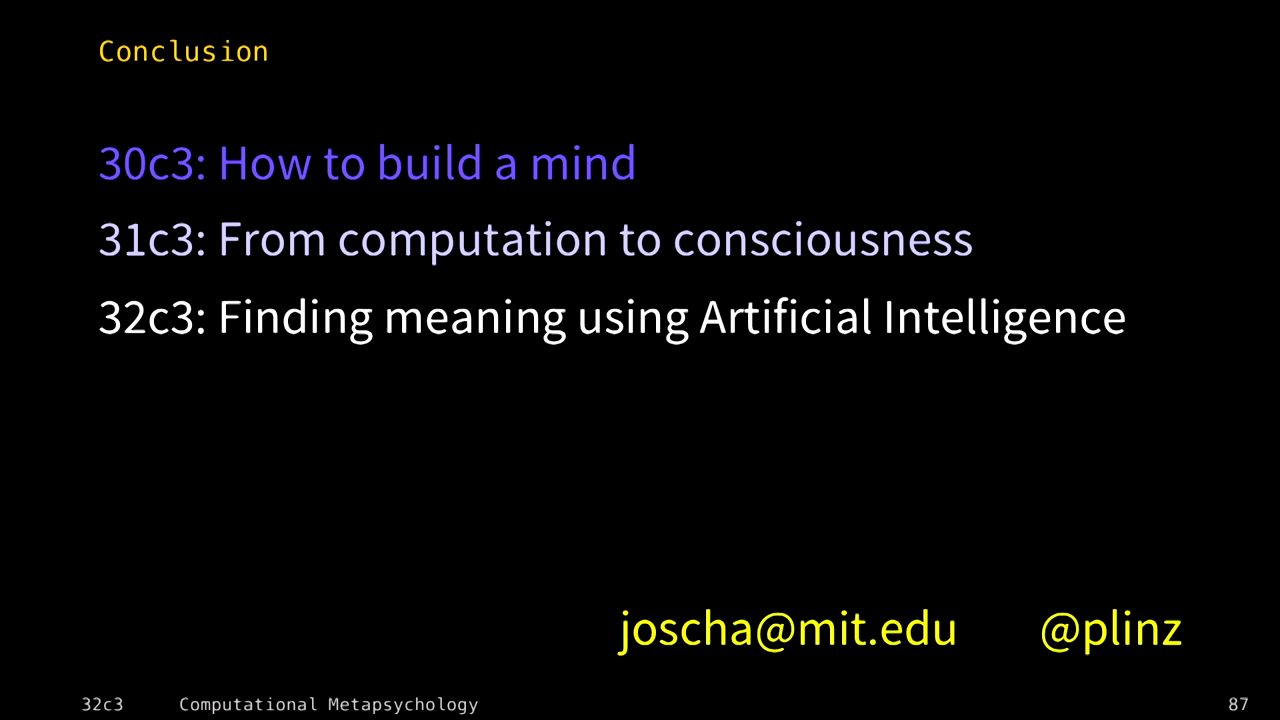 Conclusion
30c3: How to build a mind
31c3: From computation to consciousness
32c3: Finding meaning using Artificial Intelligence
joscha@mit.edu @plinz
32c3 Computational Metapsychology 87